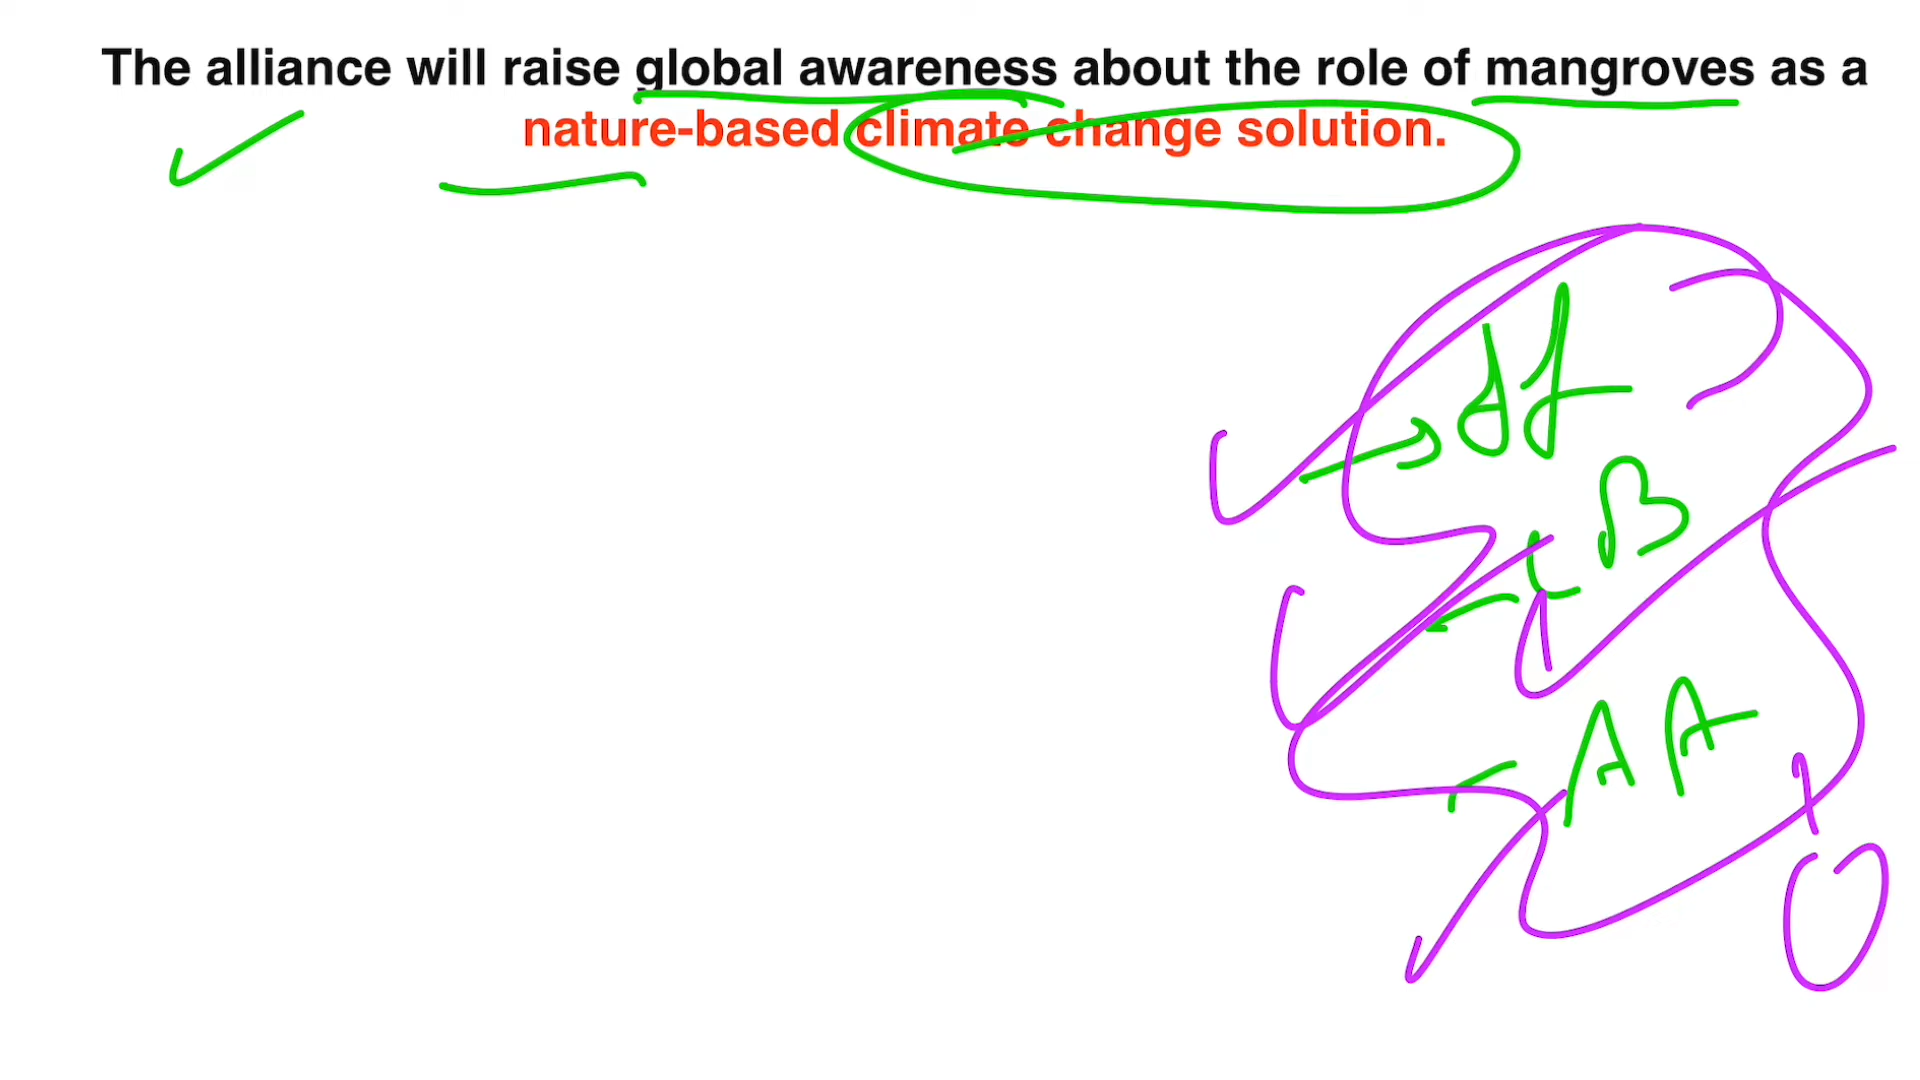 The alliance will raise global awareness about the role of mangroves as a
nature-based climate change solution.